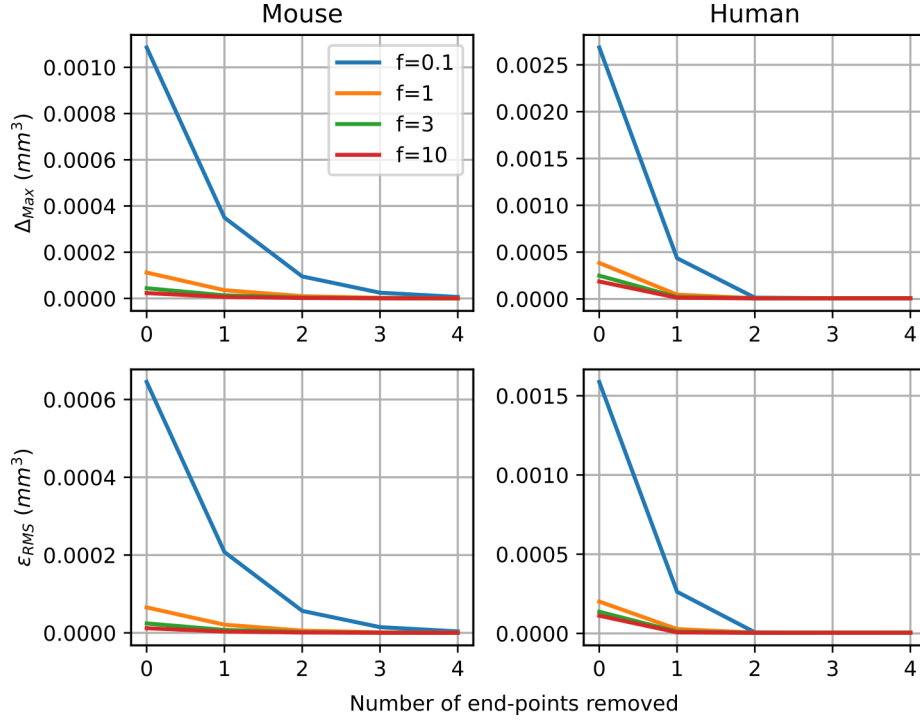 Mouse
Human
0.0010
0.0008
0.0006
0.0004
0.0002
0.0000
Δ_Max (mm³)
f=0.1
f=1
f=3
f=10
0 1 2 3 4
0.0025
0.0020
0.0015
0.0010
0.0005
0.0000
0 1 2 3 4
0.0006
0.0004
0.0002
0.0000
ε_RMS (mm³)
0 1 2 3 4
0.0015
0.0010
0.0005
0.0000
0 1 2 3 4
Number of end-points removed